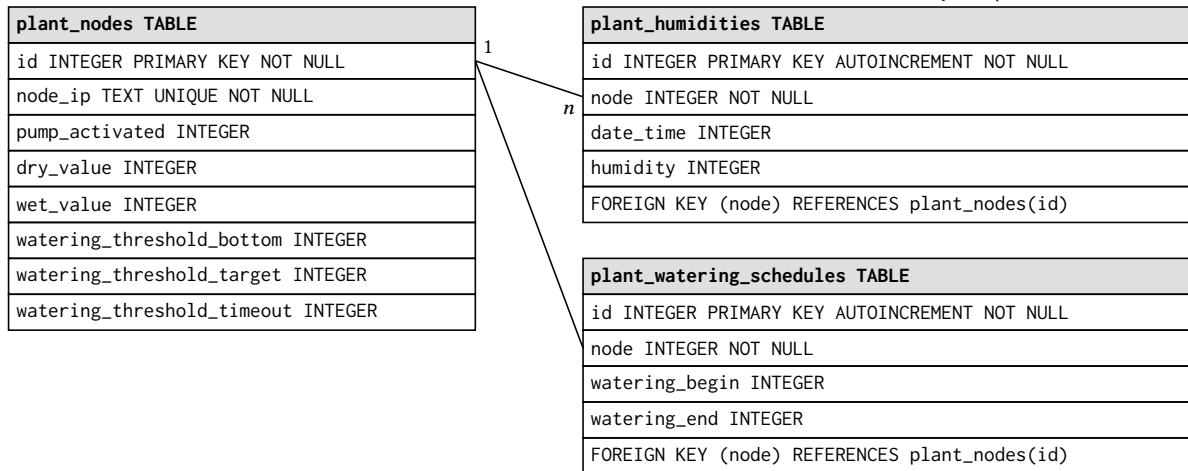 plant_nodes TABLE
id INTEGER PRIMARY KEY NOT NULL
node_ip TEXT UNIQUE NOT NULL
pump_activated INTEGER
dry_value INTEGER
wet_value INTEGER
watering_threshold_bottom INTEGER
watering_threshold_target INTEGER
watering_threshold_timeout INTEGER
1
n
plant_humidities TABLE
id INTEGER PRIMARY KEY AUTOINCREMENT NOT NULL
node INTEGER NOT NULL
date_time INTEGER
humidity INTEGER
FOREIGN KEY (node) REFERENCES plant_nodes(id)
plant_watering_schedules TABLE
id INTEGER PRIMARY KEY AUTOINCREMENT NOT NULL
node INTEGER NOT NULL
watering_begin INTEGER
watering_end INTEGER
FOREIGN KEY (node) REFERENCES plant_nodes(id)